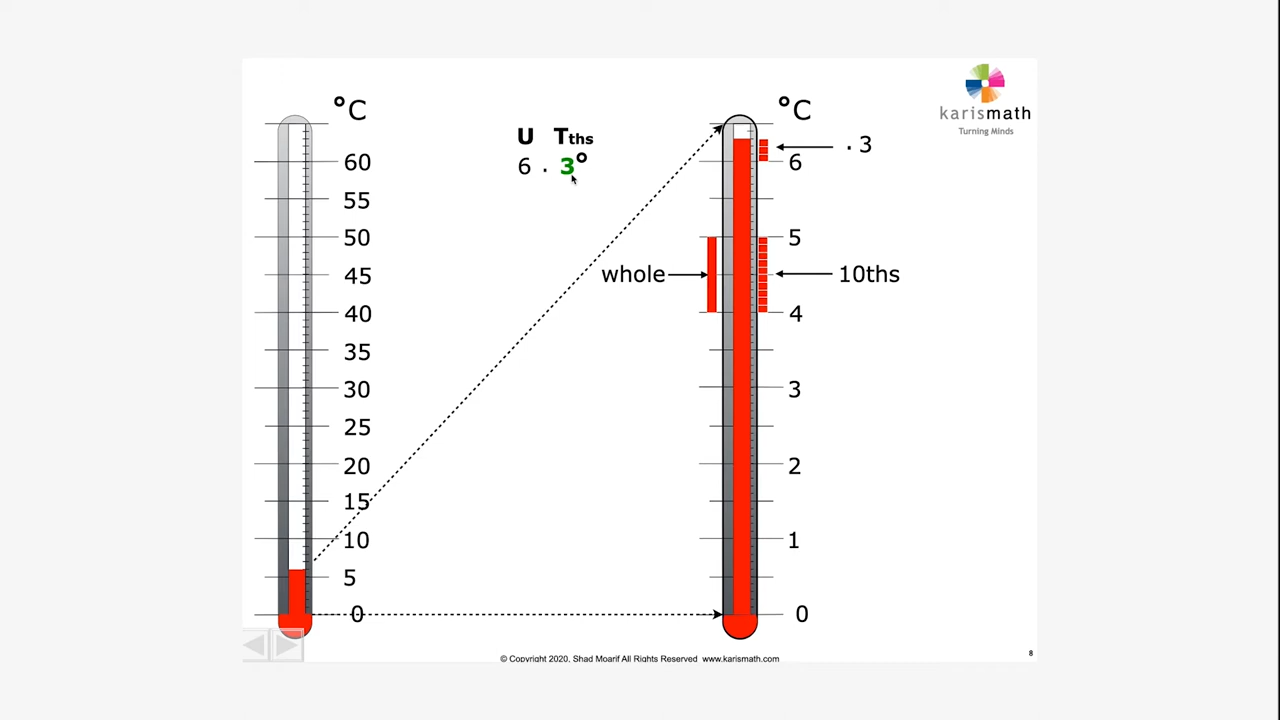 karismath
Turning Minds
°C
60
55
50
45
40
35
30
25
20
15
10
5
0
U Tths
6 . 3°
°C
6
5
4
3
2
1
0
. 3
whole
10ths
© Copyright 2020, Shad Moarif All Rights Reserved www.karismath.com
8